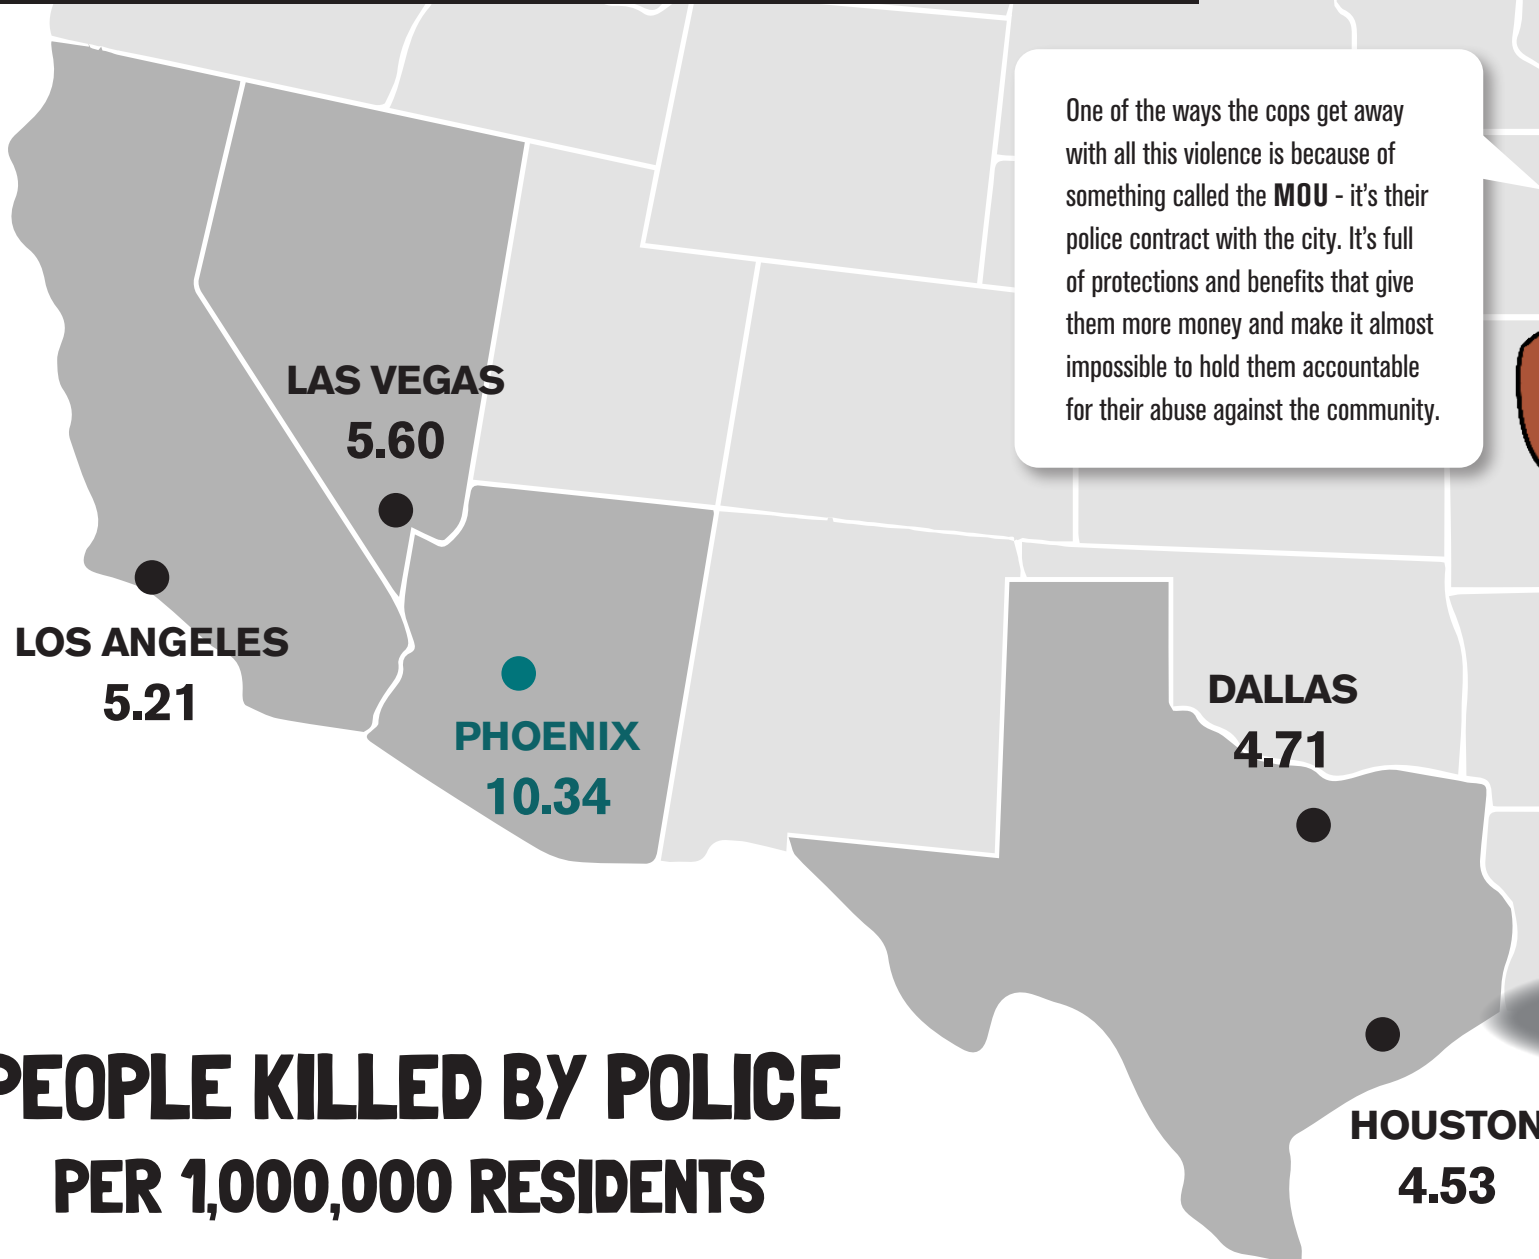 One of the ways the cops get away
with all this violence is because of
something called the MOU - it's their
police contract with the city. It's full
of protections and benefits that give
them more money and make it almost
impossible to hold them accountable
for their abuse against the community.
LAS VEGAS
5.60
LOS ANGELES
5.21
PHOENIX
10.34
DALLAS
4.71
HOUSTON
4.53
PEOPLE KILLED BY POLICE
PER 1,000,000 RESIDENTS